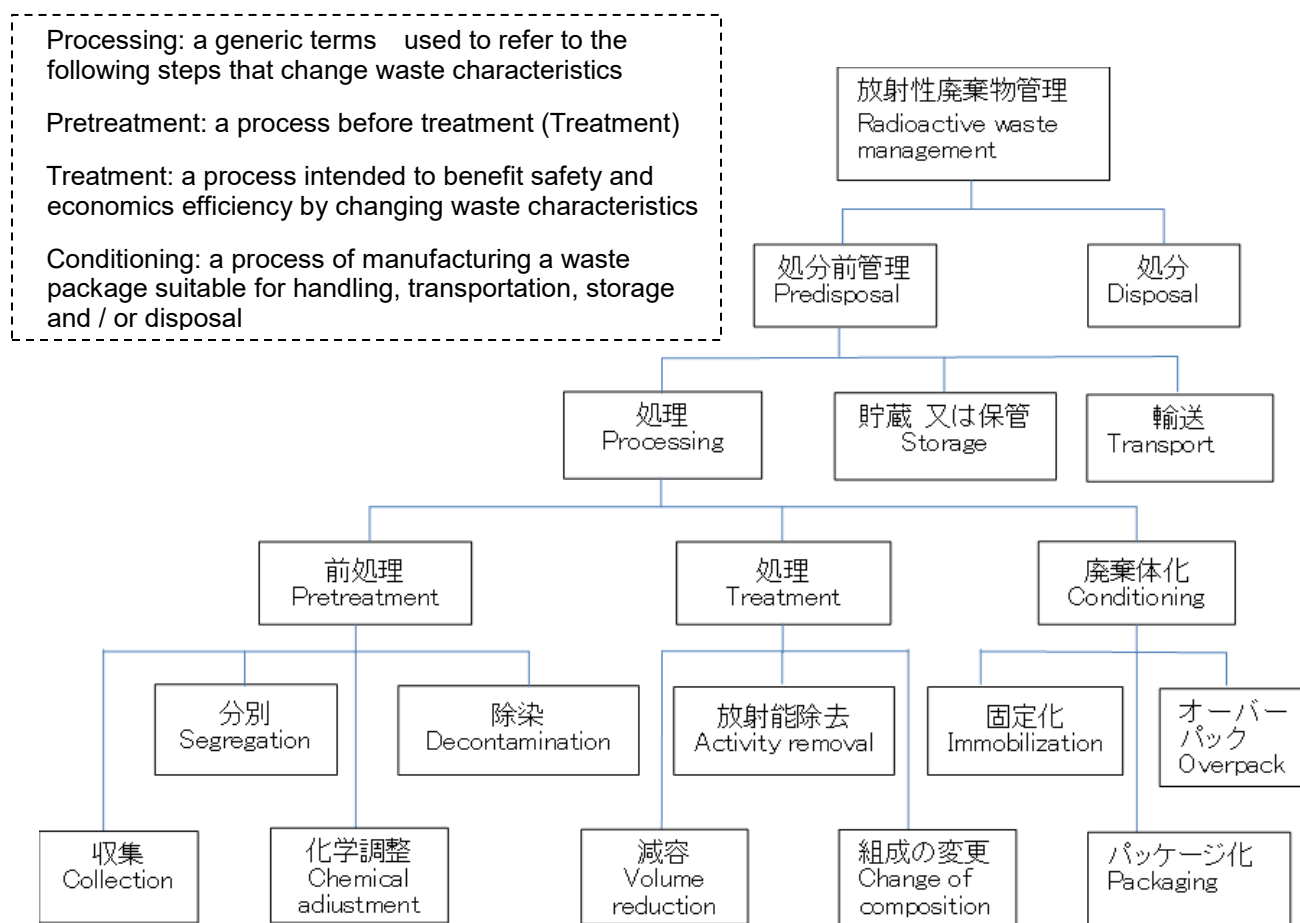 Processing: a generic terms used to refer to the
following steps that change waste characteristics
Pretreatment: a process before treatment (Treatment)
Treatment: a process intended to benefit safety and
economics efficiency by changing waste characteristics
Conditioning: a process of manufacturing a waste
package suitable for handling, transportation, storage
and / or disposal
放射性廃棄物管理
Radioactive waste
management
処分前管理
Predisposal
処分
Disposal
処理
Processing
貯蔵 又は保管
Storage
輸送
Transport
前処理
Pretreatment
処理
Treatment
廃棄体化
Conditioning
分別
Segregation
除染
Decontamination
放射能除去
Activity removal
固定化
Immobilization
オーバー
パック
Overpack
収集
Collection
化学調整
Chemical
adiustment
減容
Volume
reduction
組成の変更
Change of
composition
パッケージ化
Packaging